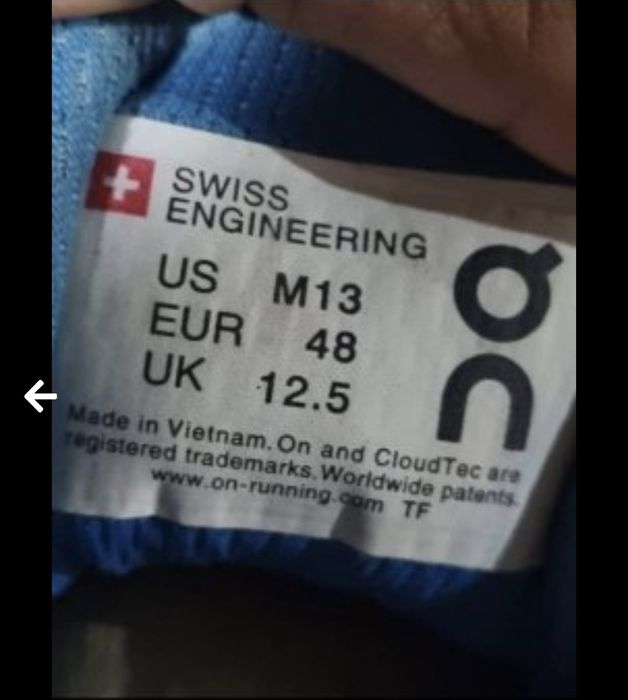 SWISS
ENGINEERING
US M13
EUR 48
UK 12.5
On
Made in Vietnam. On and CloudTec are
registered trademarks. Worldwide patents.
www.on-running.com TF